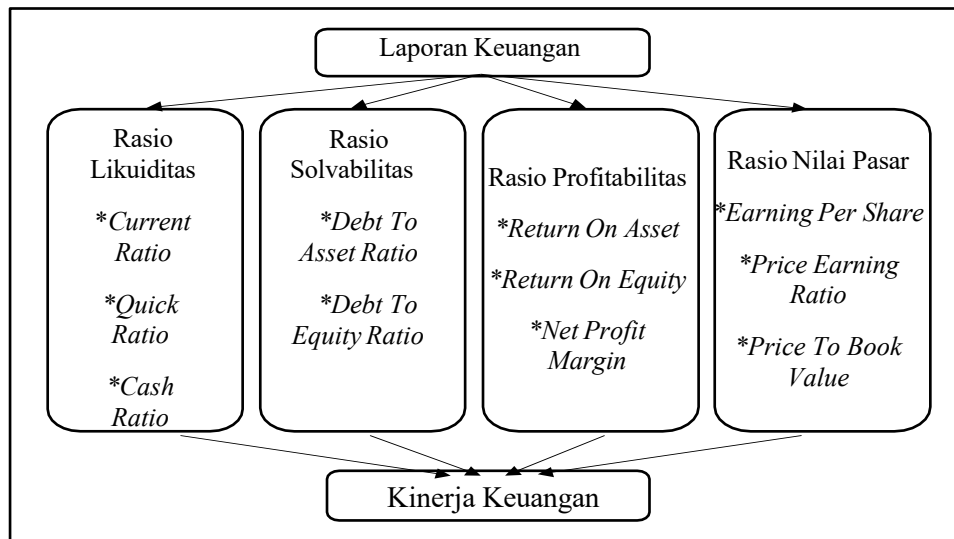 Laporan Keuangan
Rasio
Likuiditas
*Current
Ratio
*Quick
Ratio
*Cash
Ratio
Rasio
Solvabilitas
*Debt To
Asset Ratio
*Debt To
Equity Ratio
Rasio Profitabilitas
*Return On Asset
*Return On Equity
*Net Profit
Margin
Rasio Nilai Pasar
*Earning Per Share
*Price Earning
Ratio
*Price To Book
Value
Kinerja Keuangan